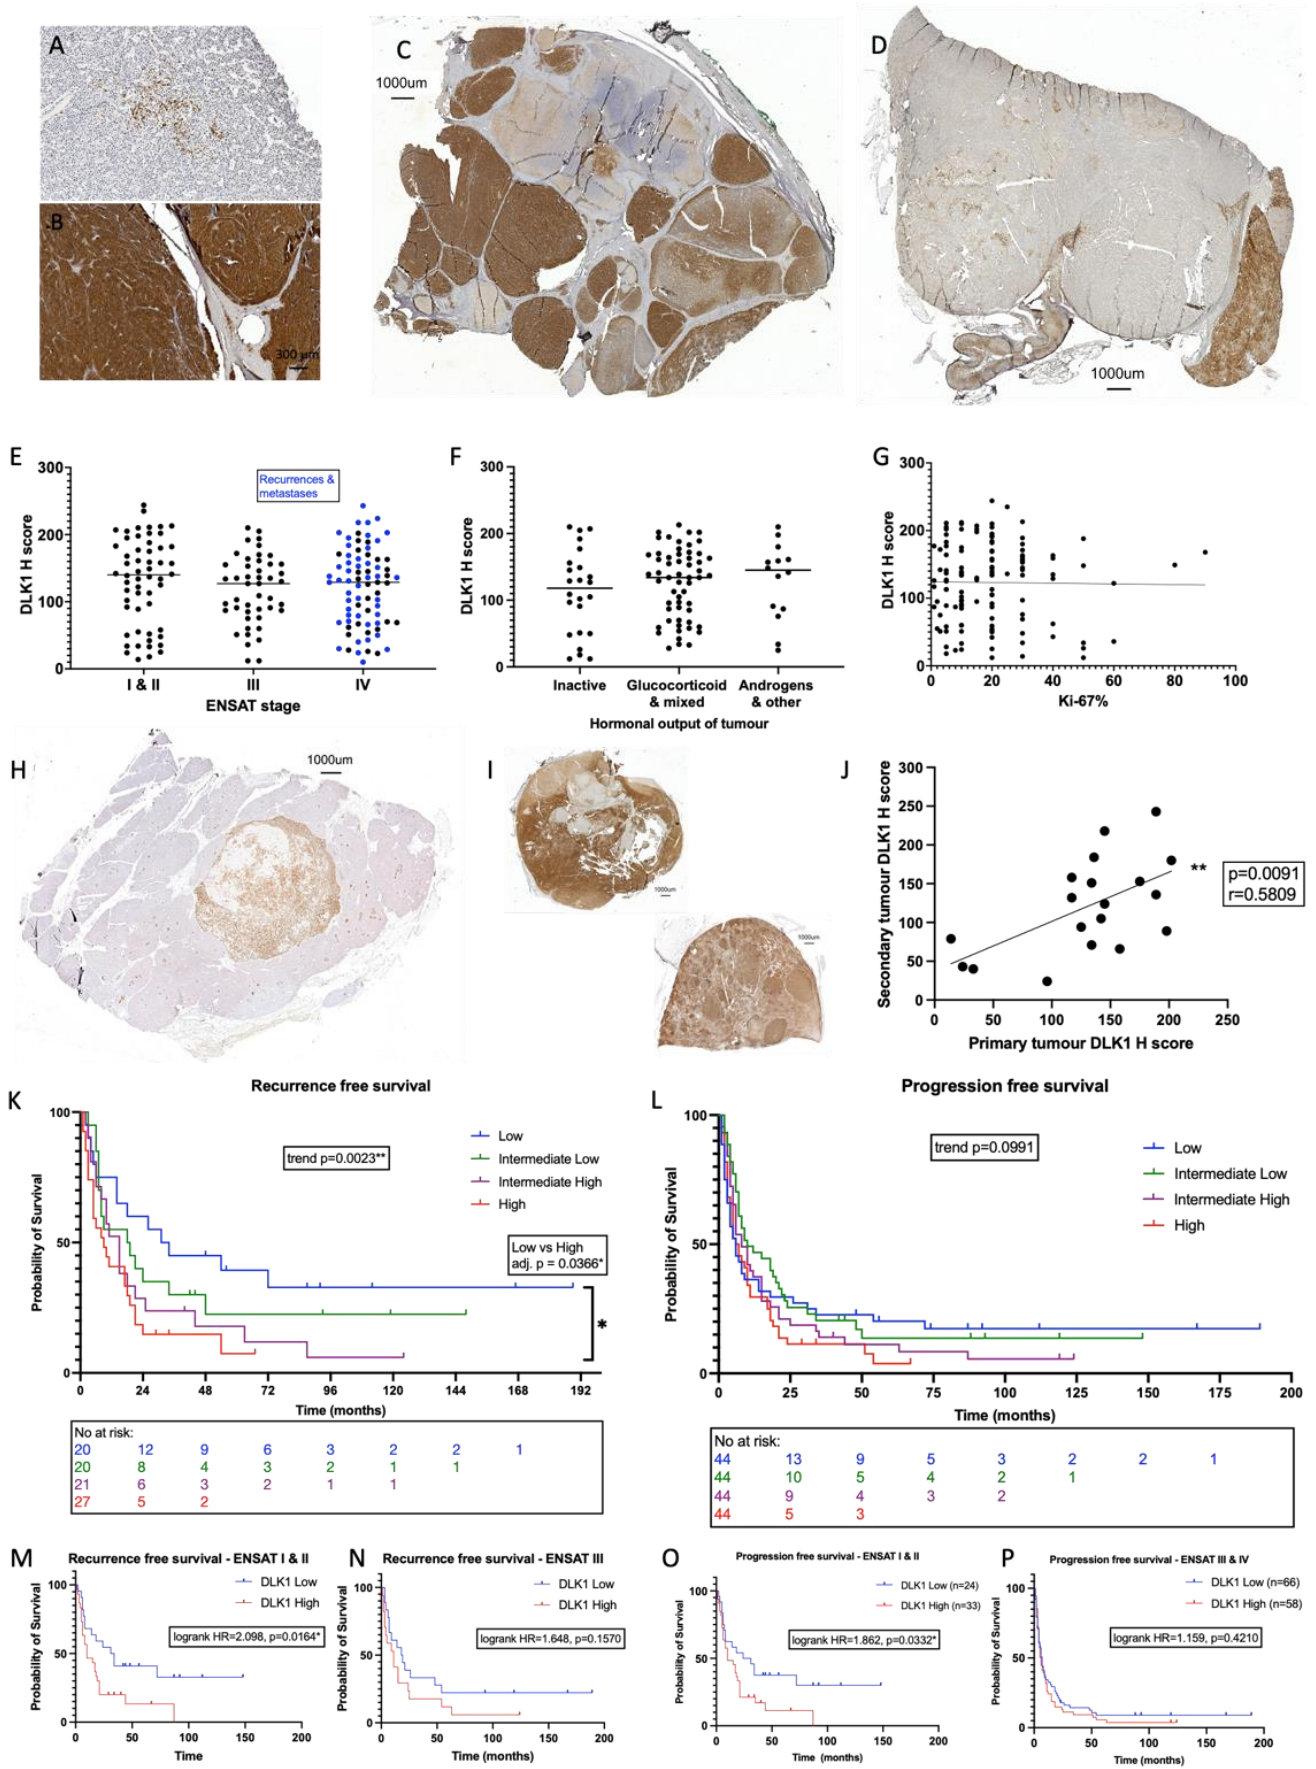 A
B
300 μm
C
1000um
D
1000um
E
300
200
100
0
DLK1 H score
Recurrences &
metastases
I & II
III
IV
ENSAT stage
F
300
200
100
0
DLK1 H score
Inactive
Glucocorticoid
& mixed
Androgens
& other
Hormonal output of tumour
G
300
200
100
0
DLK1 H score
0 20 40 60 80 100
Ki-67%
H
1000um
I
1000um
1000um
J
300
250
200
150
100
50
0
Secondary tumour DLK1 H score
0 50 100 150 200 250
Primary tumour DLK1 H score
**
p=0.0091
r=0.5809
K
Recurrence free survival
100
50
0
Probability of Survival
trend p=0.0023**
Low
Intermediate Low
Intermediate High
High
Low vs High
adj. p = 0.0366*
*
0 24 48 72 96 120 144 168 192
Time (months)
No at risk:
20 12 9 6 3 2 2 1
20 8 4 3 2 1 1
21 6 3 2 1 1
27 5 2
L
Progression free survival
100
50
0
Probability of Survival
trend p=0.0991
Low
Intermediate Low
Intermediate High
High
0 25 50 75 100 125 150 175 200
Time (months)
No at risk:
44 13 9 5 3 2 2 1
44 10 5 4 2 1
44 9 4 3 2
44 5 3
M
Recurrence free survival - ENSAT I & II
100
50
0
Probability of Survival
DLK1 Low
DLK1 High
logrank HR=2.098, p=0.0164*
0 50 100 150 200
Time
N
Recurrence free survival - ENSAT III
100
50
0
Probability of Survival
DLK1 Low
DLK1 High
logrank HR=1.648, p=0.1570
0 50 100 150 200
Time (months)
O
Progression free survival - ENSAT I & II
100
50
0
Probability of Survival
DLK1 Low (n=24)
DLK1 High (n=33)
logrank HR=1.862, p=0.0332*
0 50 100 150 200
Time (months)
P
Progression free survival - ENSAT III & IV
100
50
0
Probability of Survival
DLK1 Low (n=66)
DLK1 High (n=58)
logrank HR=1.159, p=0.4210
0 50 100 150 200
Time (months)